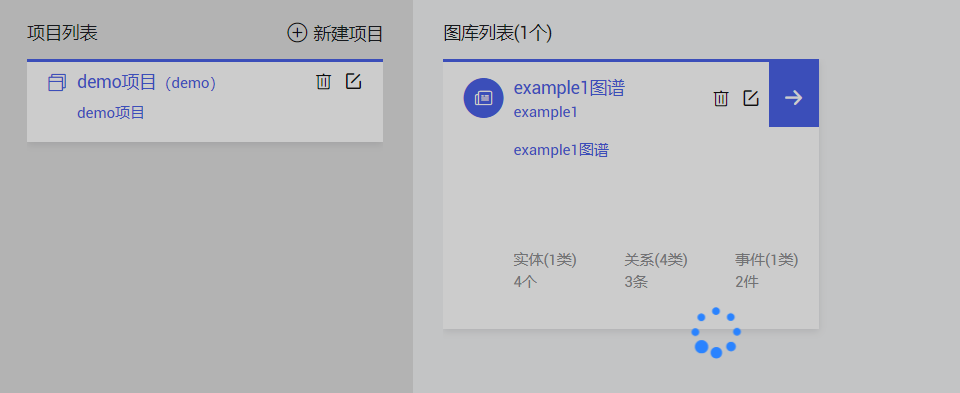 项目列表
新建项目
demo项目（demo）
demo项目
图库列表(1个)
example1图谱
example1
example1图谱
实体(1类) 关系(4类) 事件(1类)
4个 3条 2件